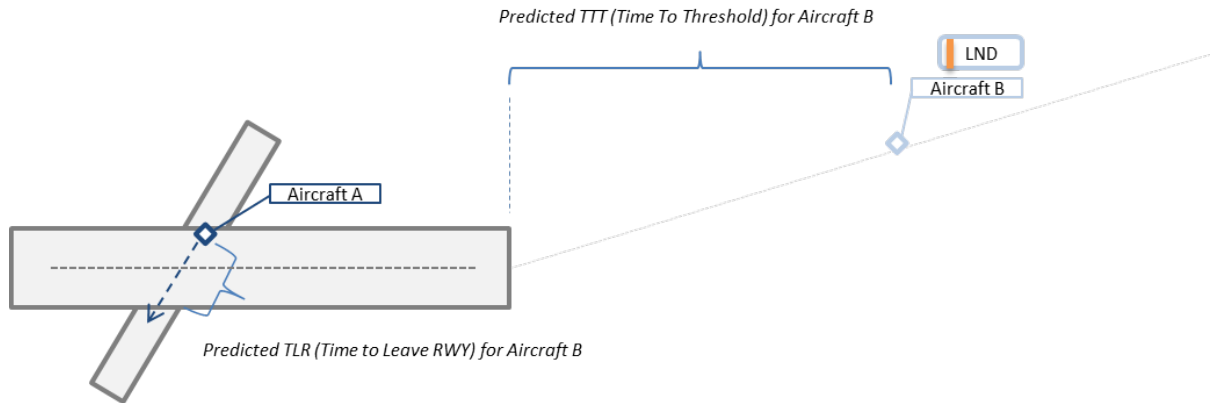 Predicted TTT (Time To Threshold) for Aircraft B
LND
Aircraft B
Aircraft A
Predicted TLR (Time to Leave RWY) for Aircraft B